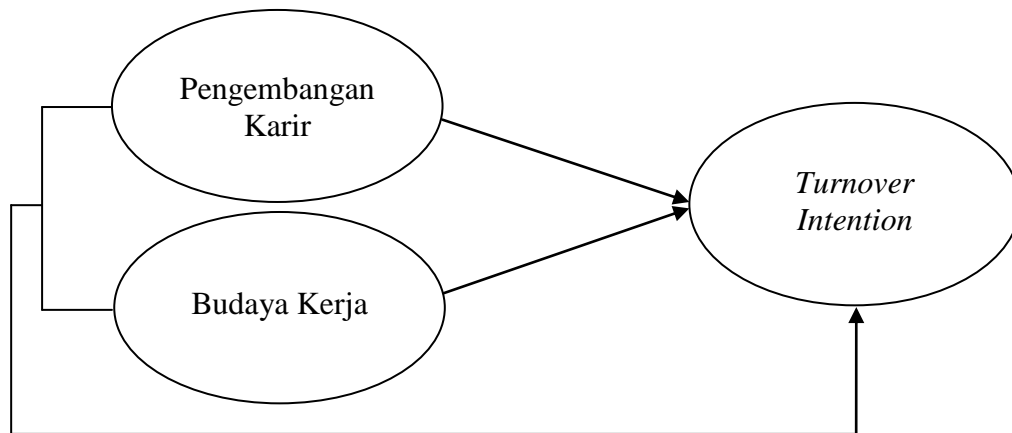 Pengembangan
Karir
Turnover
Intention
Budaya Kerja